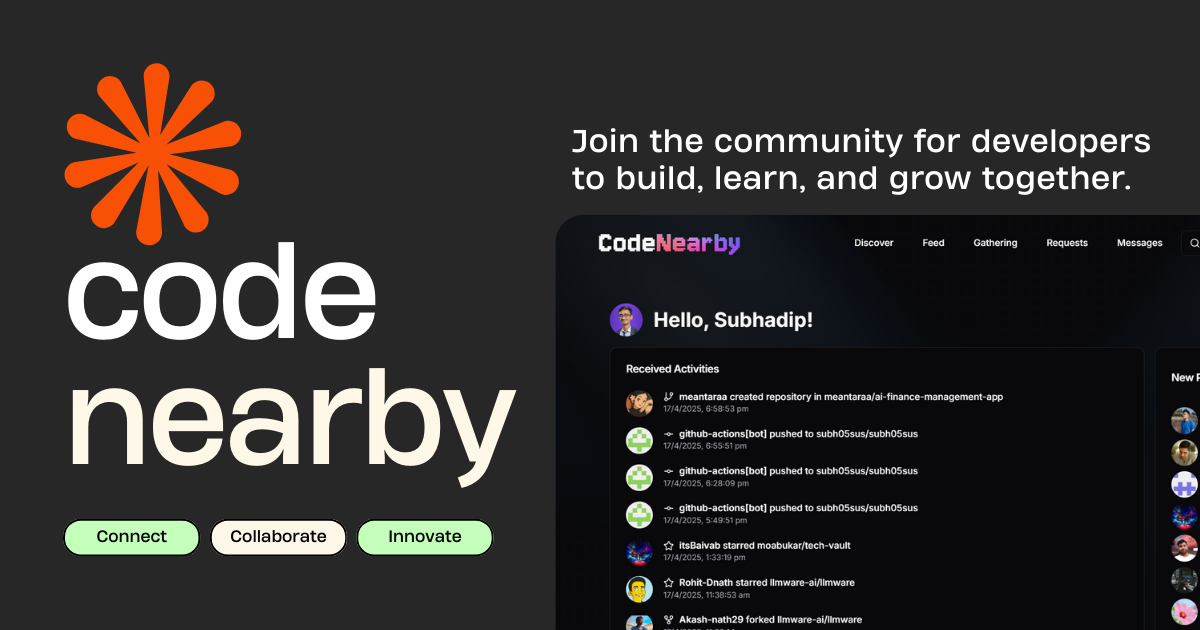 code
nearby
Connect
Collaborate
Innovate
Join the community for developers
to build, learn, and grow together.
CodeNearby
Discover
Feed
Gathering
Requests
Messages
Hello, Subhadip!
Received Activities
meantaraa created repository in meantaraa/ai-finance-management-app
17/4/2025, 6:58:53 pm
github-actions[bot] pushed to subh05sus/subh05sus
17/4/2025, 6:55:51 pm
github-actions[bot] pushed to subh05sus/subh05sus
17/4/2025, 6:28:09 pm
github-actions[bot] pushed to subh05sus/subh05sus
17/4/2025, 5:49:51 pm
itsBaivab starred moabukar/tech-vault
17/4/2025, 1:33:19 pm
Rohit-Dnath starred llmware-ai/llmware
17/4/2025, 11:38:53 am
Akash-nath29 forked llmware-ai/llmware
New